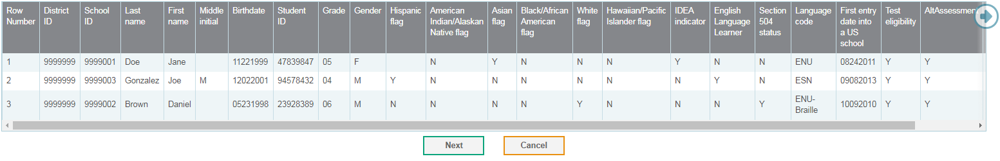 Row Number District ID School ID Last name First name Middle initial Birthdate Student ID Grade Gender Hispanic flag American Indian/Alaskan Native flag Asian flag Black/African American flag White flag Hawaiian/Pacific Islander flag IDEA indicator English Language Learner Section 504 status Language code First entry date into a US school Test eligibility AltAssessment
1 9999999 9999001 Doe Jane 11221999 47839847 05 F N Y N N N Y N N ENU 08242011 Y Y
2 9999999 9999003 Gonzalez Joe M 12022001 94578432 04 M Y N N N N N N Y N ESN 09082013 Y Y
3 9999999 9999002 Brown Daniel 05231998 23928389 06 M N N N N Y N N N Y ENU-Braille 10092010 Y Y
Next Cancel